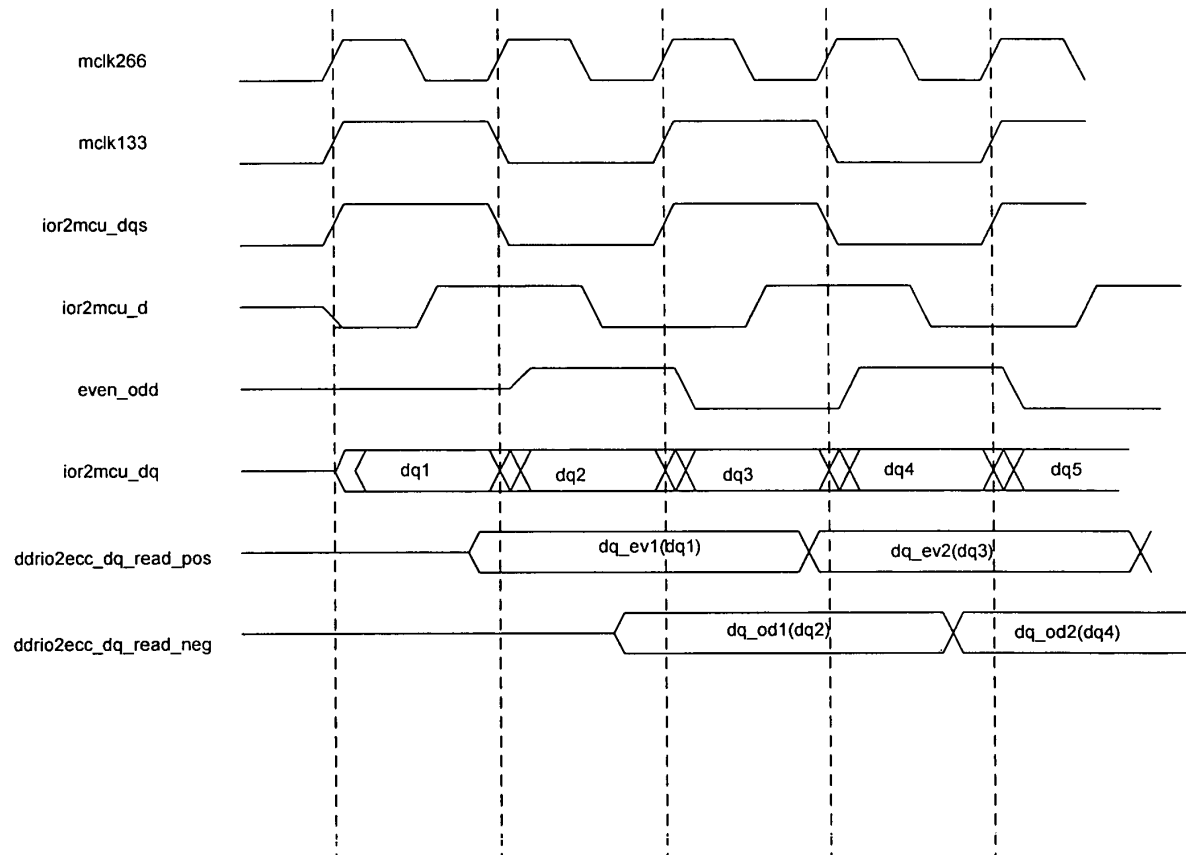 mclk266
mclk133
ior2mcu_dqs
ior2mcu_d
even_odd
ior2mcu_dq
dq1
dq2
dq3
dq4
dq5
ddrio2ecc_dq_read_pos
dq_ev1(dq1)
dq_ev2(dq3)
ddrio2ecc_dq_read_neg
dq_od1(dq2)
dq_od2(dq4)